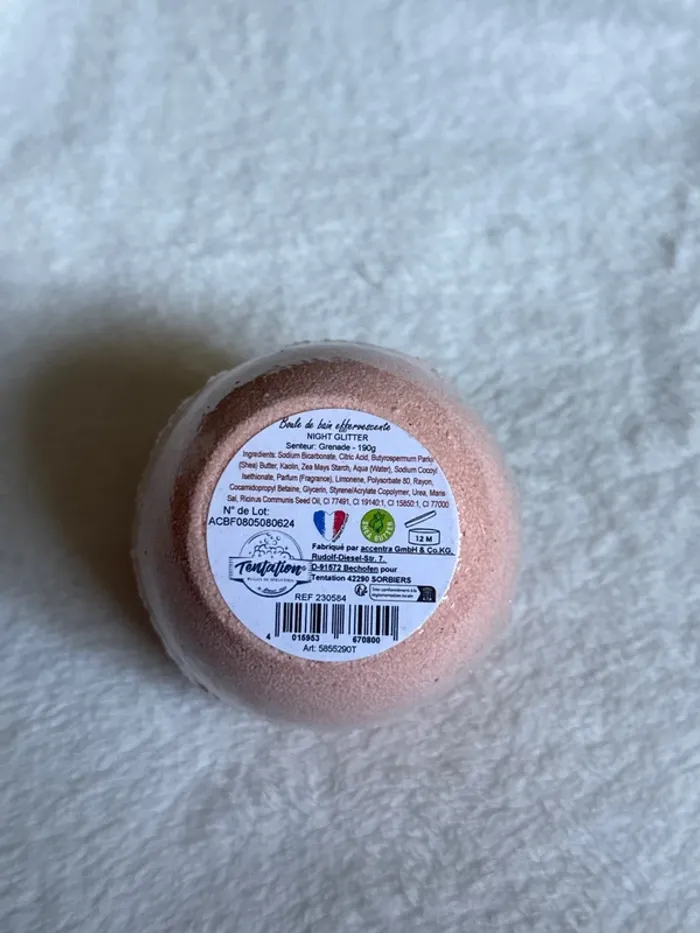 Boule de bain effervescente
NIGHT GLITTER
Senteur: Grenade - 190g
Ingredients: Sodium Bicarbonate, Citric Acid, Butyrospermum Parkii
(Shea) Butter, Kaolin, Zea Mays Starch, Aqua (Water), Sodium Cocoyl
Isethionate, Parfum (Fragrance), Limonene, Polysorbate 80, Rayon,
Cocamidopropyl Betaine, Glycerin, Styrene/Acrylate Copolymer, Urea, Maris
Sal, Ricinus Communis Seed Oil, CI 77491, CI 19140:1, CI 15850:1, CI 77000
N° de Lot:
ACBF0805080624
SHEA BUTTER
12 M
Tentation
Fabriqué par accentra GmbH & Co.KG,
Rudolf-Diesel-Str. 7,
D-91572 Bechofen pour
Tentation 42290 SORBIERS
REF 230584
4 015953 670800
Art: 5855290T